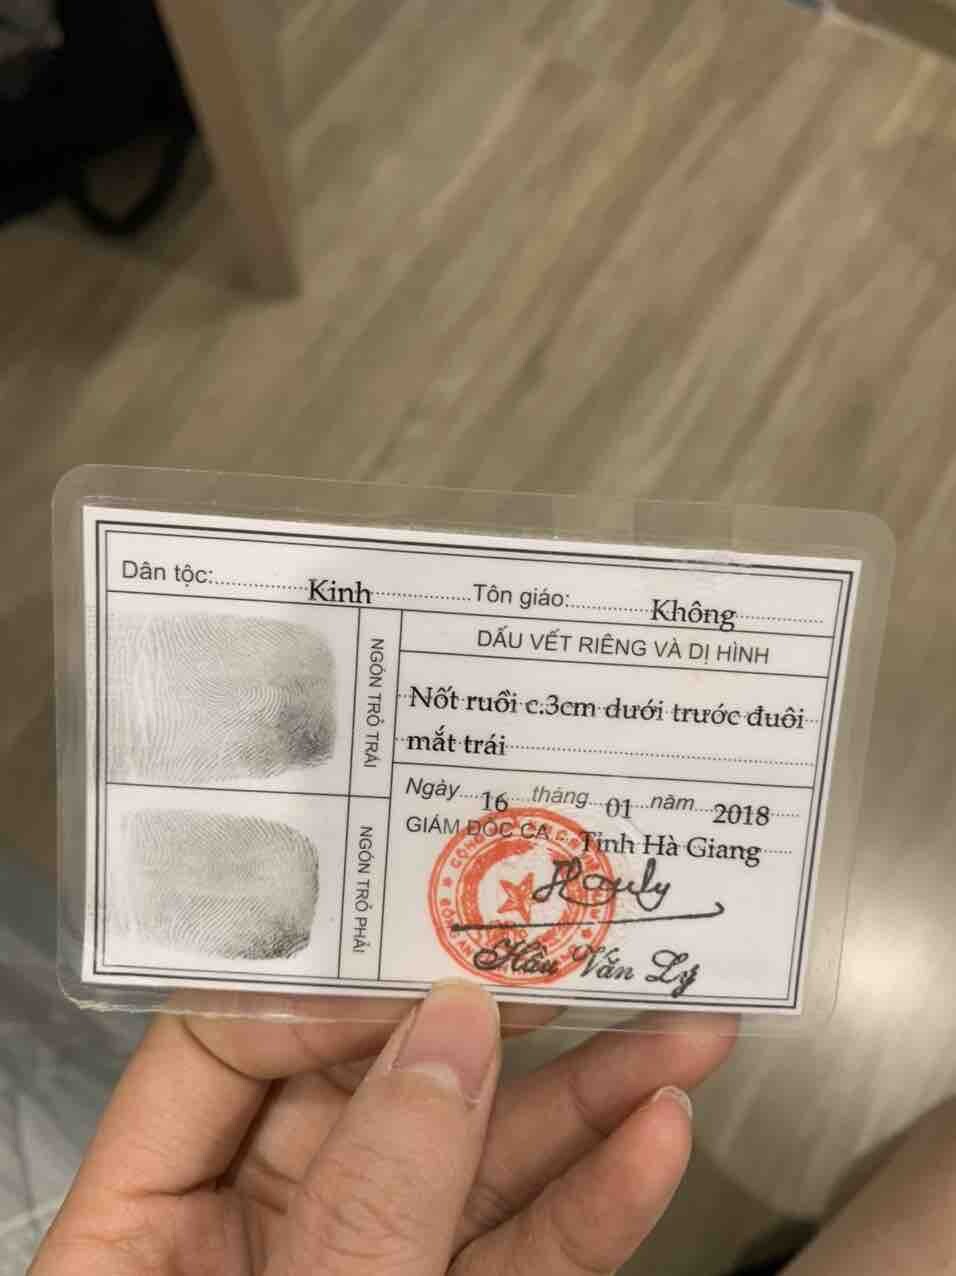 Dân tộc: Kinh Tôn giáo: Không
NGÓN TRỎ TRÁI
DẤU VẾT RIÊNG VÀ DỊ HÌNH
Nốt ruồi c.3cm dưới trước đuôi
mắt trái
NGÓN TRỎ PHẢI
Ngày 16 tháng 01 năm 2018
GIÁM ĐỐC CA Tỉnh Hà Giang
Hầu Văn Lý